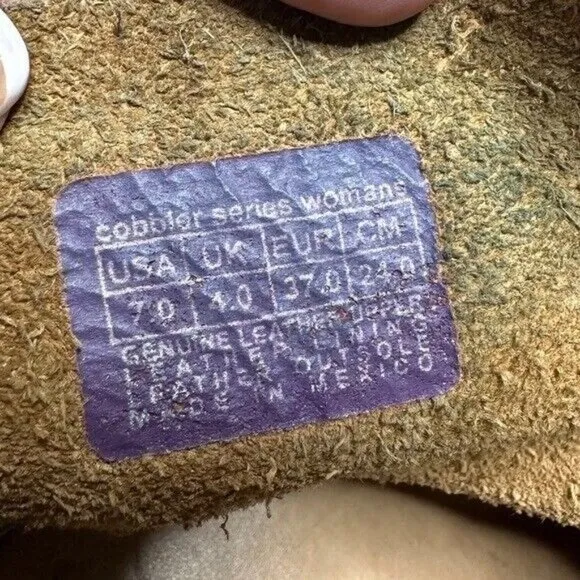 cobbler series womans
USA UK EUR CM
7.0 4.0 37.0 24.0
GENUINE LEATHER UPPER
LEATHER LINING
LEATHER OUTSOLE
MADE IN MEXICO